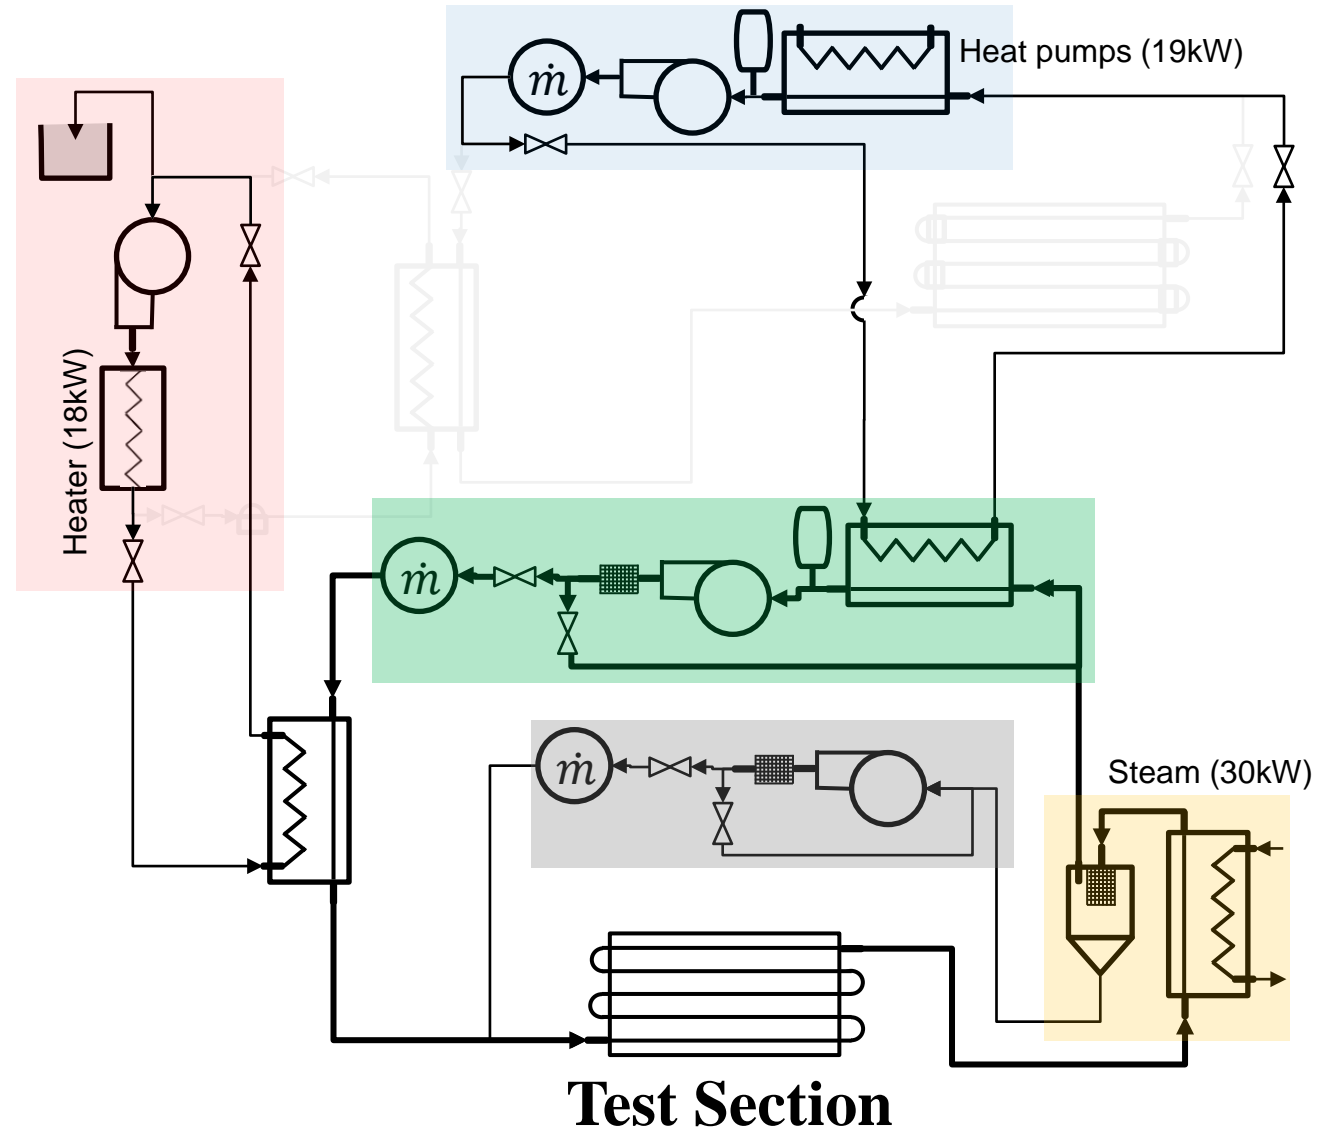 ṁ
Heat pumps (19kW)
Heater (18kW)
ṁ
ṁ
Steam (30kW)
Test Section